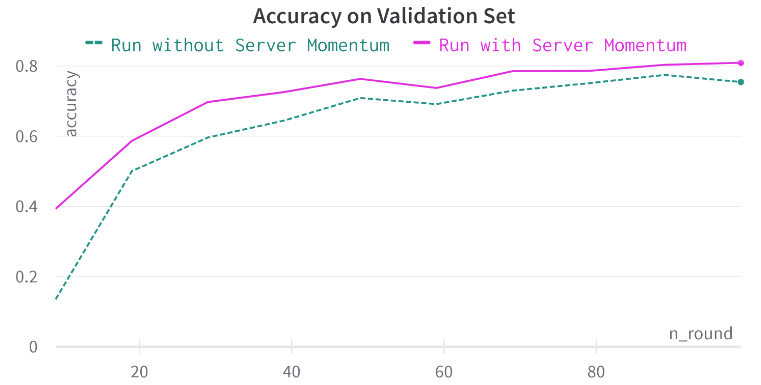 Accuracy on Validation Set
Run without Server Momentum Run with Server Momentum
accuracy
0.8
0.6
0.4
0.2
0
n_round
20 40 60 80